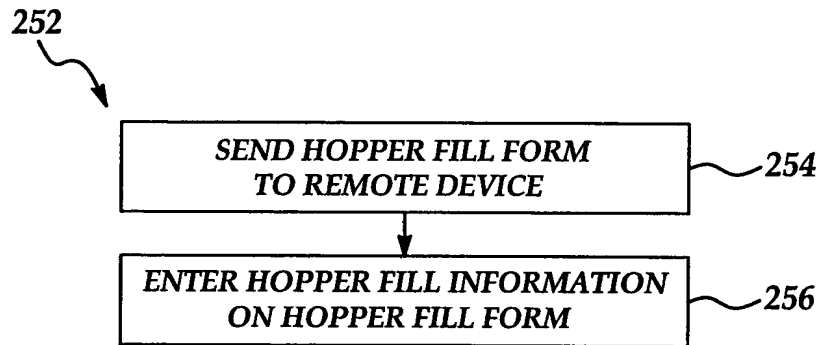 252
SEND HOPPER FILL FORM
TO REMOTE DEVICE
254
ENTER HOPPER FILL INFORMATION
ON HOPPER FILL FORM
256